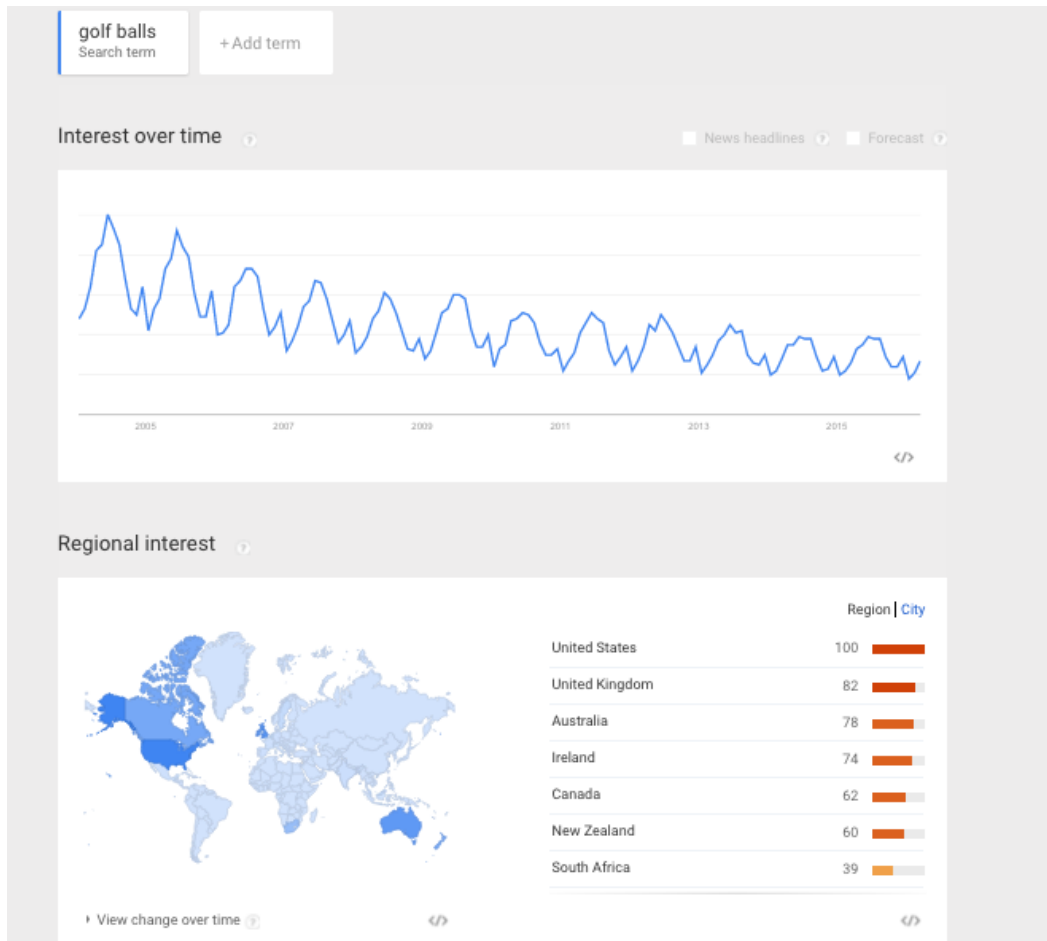 golf balls
Search term
+ Add term
Interest over time ?
News headlines ? Forecast ?
2005 2007 2009 2011 2013 2015
</>
Regional interest ?
Region | City
United States 100
United Kingdom 82
Australia 78
Ireland 74
Canada 62
New Zealand 60
South Africa 39
View change over time ? </> </>